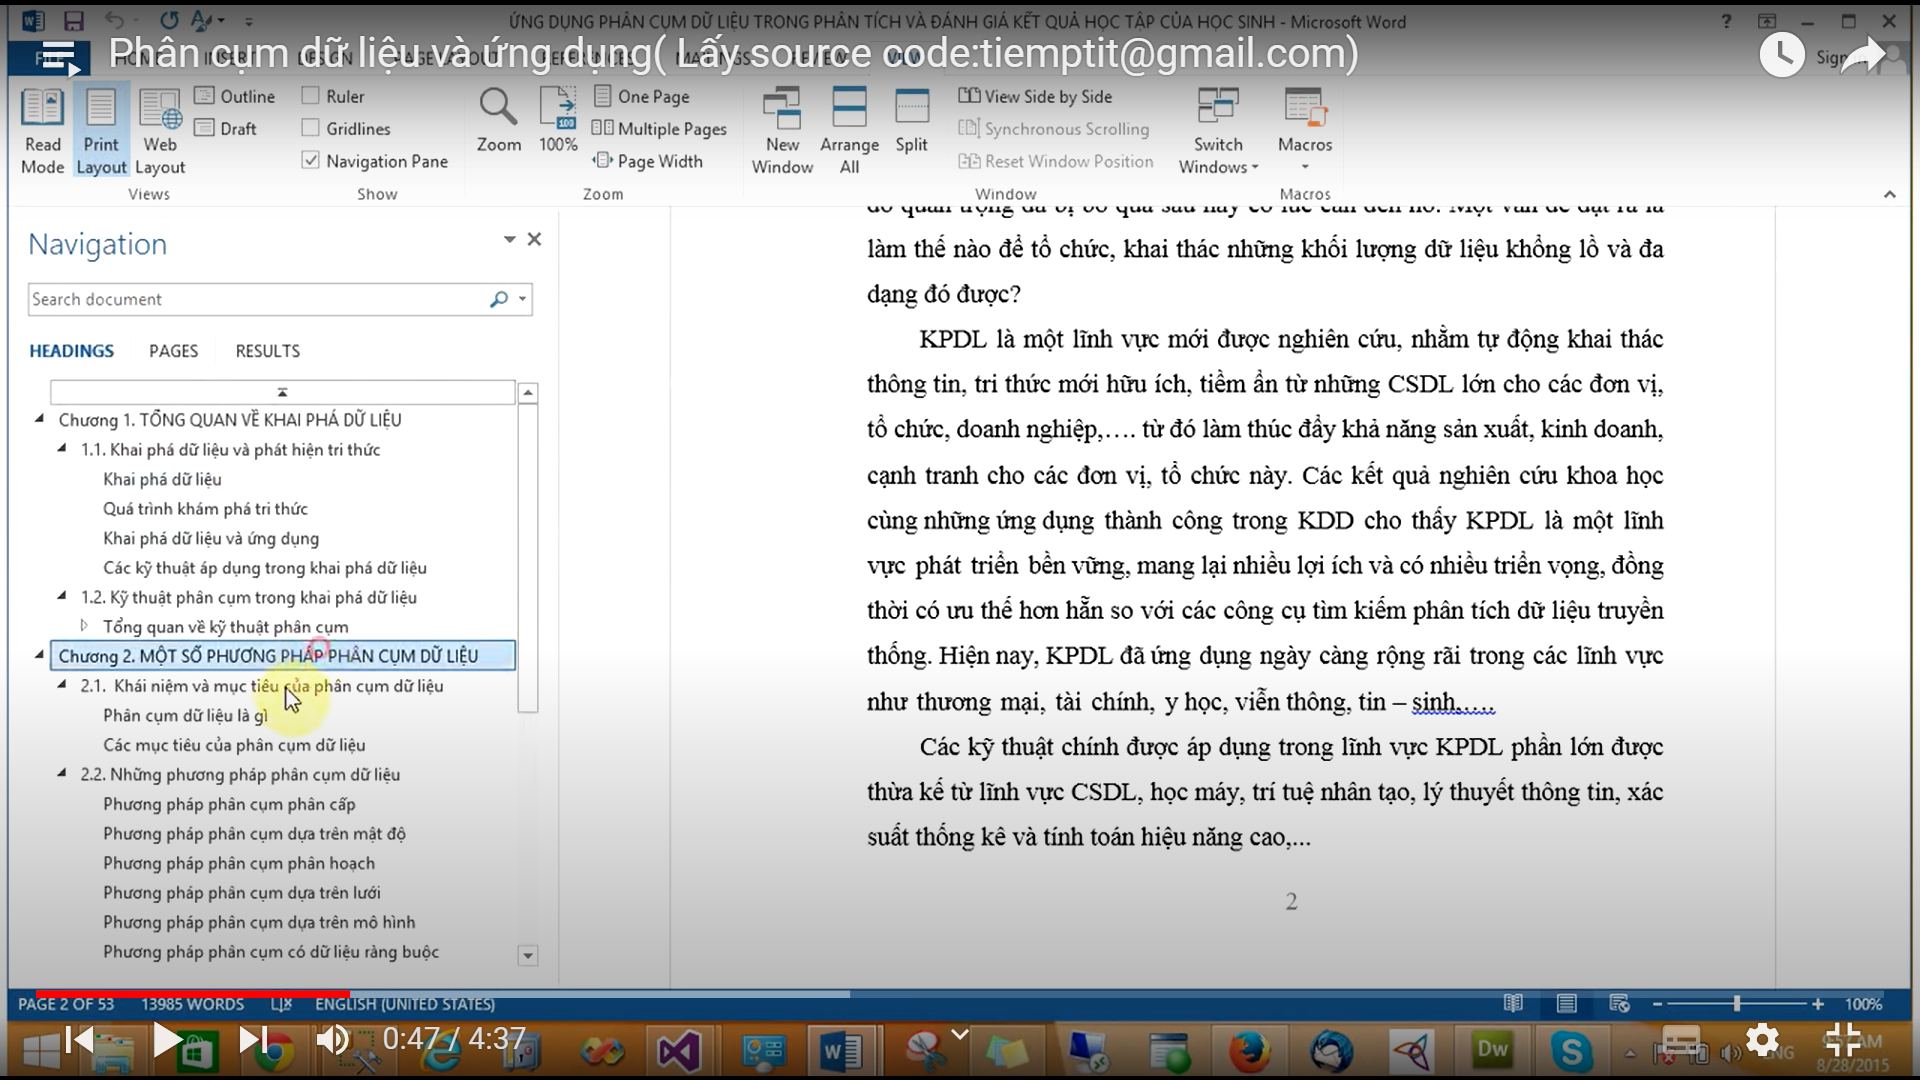 ỨNG DỤNG PHÂN CỤM DỮ LIỆU TRONG PHÂN TÍCH VÀ ĐÁNH GIÁ KẾT QUẢ HỌC TẬP CỦA HỌC SINH - Microsoft Word
Phân cụm dữ liệu và ứng dụng( Lấy source code:tiemptit@gmail.com)
Outline
Ruler
One Page
View Side by Side
Draft
Gridlines
Multiple Pages
Synchronous Scrolling
Read Mode
Print Layout
Web Layout
Navigation Pane
Zoom
100%
Page Width
New Window
Arrange All
Split
Reset Window Position
Switch Windows
Macros
Views
Show
Zoom
Window
Macros
Navigation
Search document
HEADINGS PAGES RESULTS
Chương 1. TỔNG QUAN VỀ KHAI PHÁ DỮ LIỆU
1.1. Khai phá dữ liệu và phát hiện tri thức
Khai phá dữ liệu
Quá trình khám phá tri thức
Khai phá dữ liệu và ứng dụng
Các kỹ thuật áp dụng trong khai phá dữ liệu
1.2. Kỹ thuật phân cụm trong khai phá dữ liệu
Tổng quan về kỹ thuật phân cụm
Chương 2. MỘT SỐ PHƯƠNG PHÁP PHÂN CỤM DỮ LIỆU
2.1. Khái niệm và mục tiêu của phân cụm dữ liệu
Phân cụm dữ liệu là gì
Các mục tiêu của phân cụm dữ liệu
2.2. Những phương pháp phân cụm dữ liệu
Phương pháp phân cụm phân cấp
Phương pháp phân cụm dựa trên mật độ
Phương pháp phân cụm phân hoạch
Phương pháp phân cụm dựa trên lưới
Phương pháp phân cụm dựa trên mô hình
Phương pháp phân cụm có dữ liệu ràng buộc
làm thế nào để tổ chức, khai thác những khối lượng dữ liệu khổng lồ và đa
dạng đó được?
KPDL là một lĩnh vực mới được nghiên cứu, nhằm tự động khai thác
thông tin, tri thức mới hữu ích, tiềm ẩn từ những CSDL lớn cho các đơn vị,
tổ chức, doanh nghiệp,…. từ đó làm thúc đẩy khả năng sản xuất, kinh doanh,
cạnh tranh cho các đơn vị, tổ chức này. Các kết quả nghiên cứu khoa học
cùng những ứng dụng thành công trong KDD cho thấy KPDL là một lĩnh
vực phát triển bền vững, mang lại nhiều lợi ích và có nhiều triển vọng, đồng
thời có ưu thế hơn hẳn so với các công cụ tìm kiếm phân tích dữ liệu truyền
thống. Hiện nay, KPDL đã ứng dụng ngày càng rộng rãi trong các lĩnh vực
như thương mại, tài chính, y học, viễn thông, tin – sinh,….
Các kỹ thuật chính được áp dụng trong lĩnh vực KPDL phần lớn được
thừa kế từ lĩnh vực CSDL, học máy, trí tuệ nhân tạo, lý thuyết thông tin, xác
suất thống kê và tính toán hiệu năng cao,...
2
PAGE 2 OF 53 13985 WORDS ENGLISH (UNITED STATES) 100%
0:47 / 4:37
Dw
8/28/2015